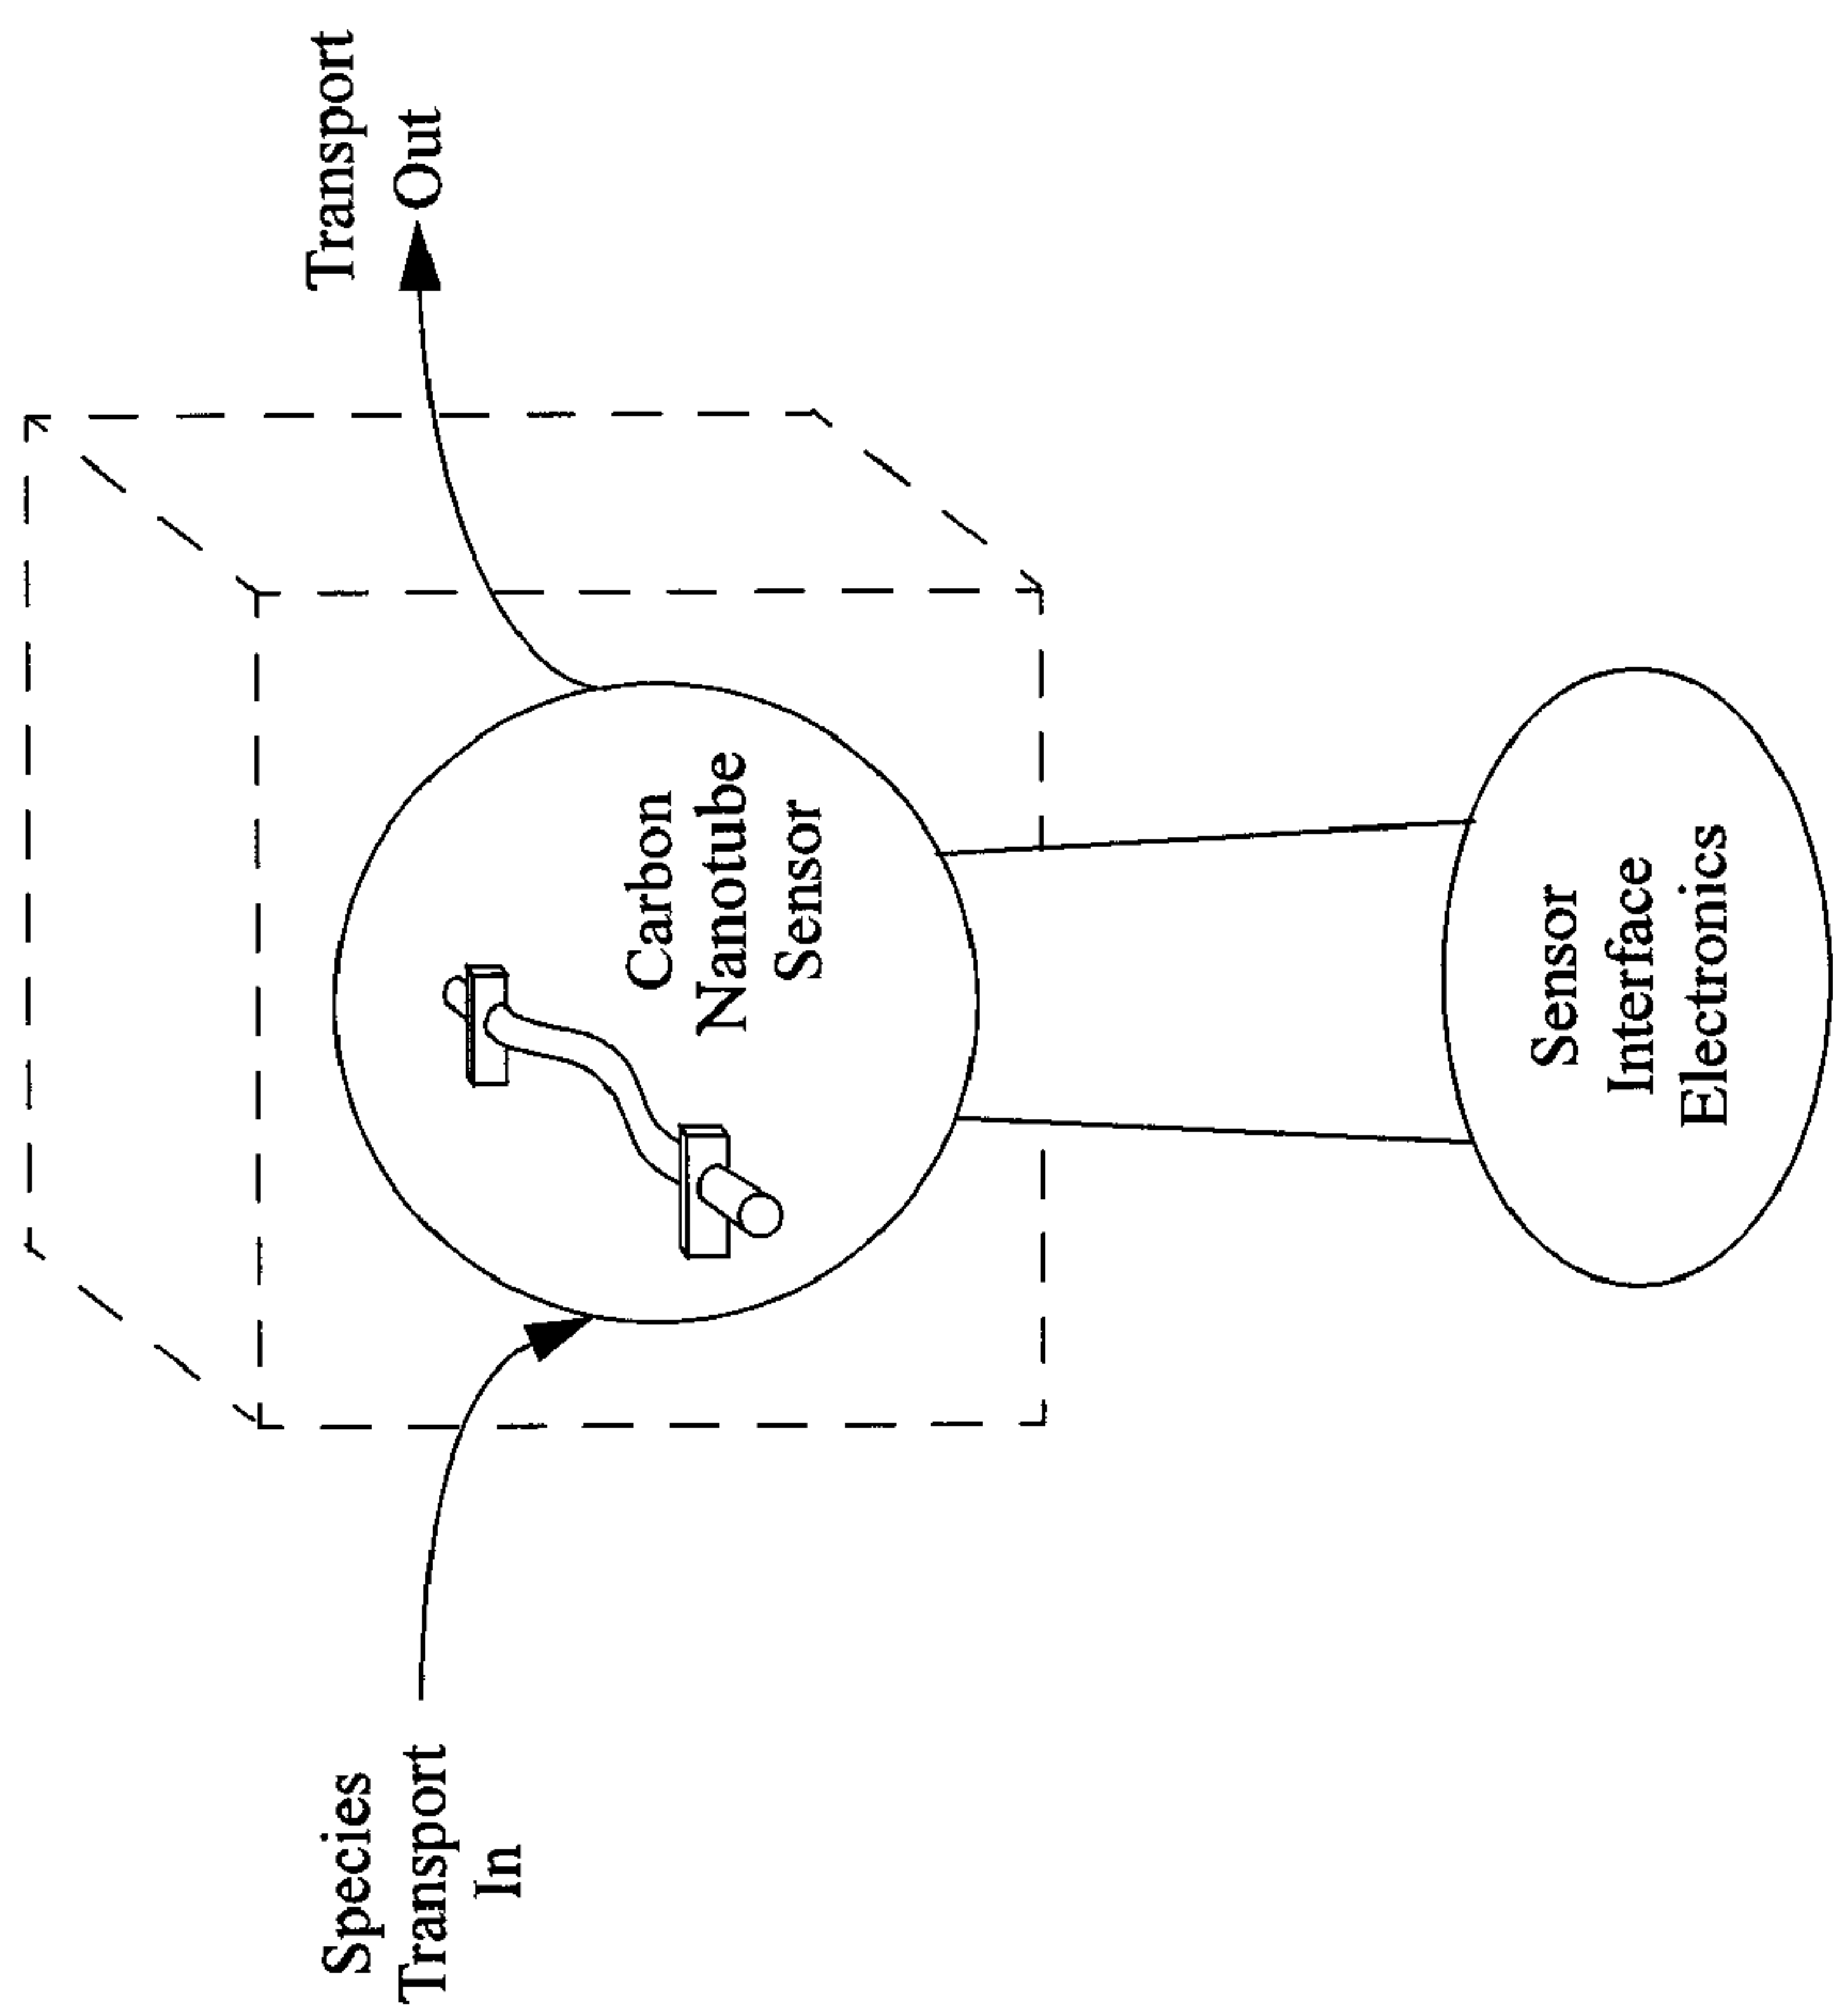 Species
Transport
In
Transport
Out
Carbon
Nanotube
Sensor
Sensor
Interface
Electronics